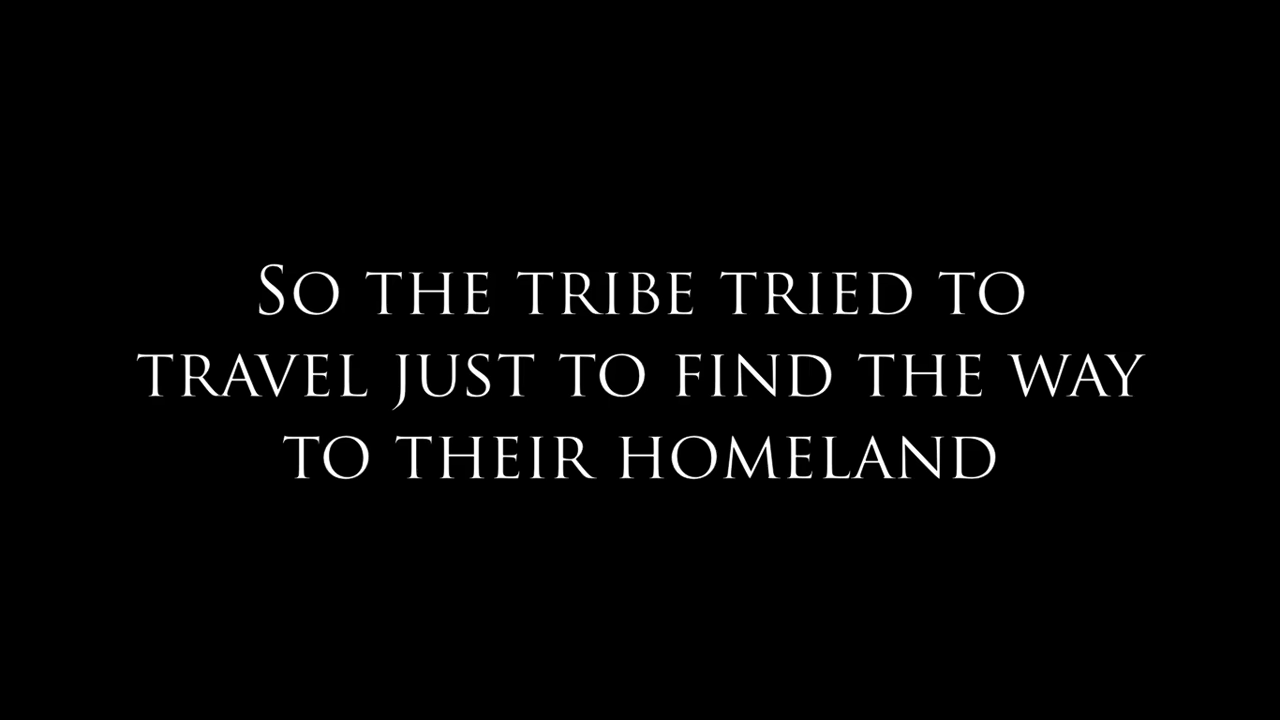 So the tribe tried to
travel just to find the way
to their homeland